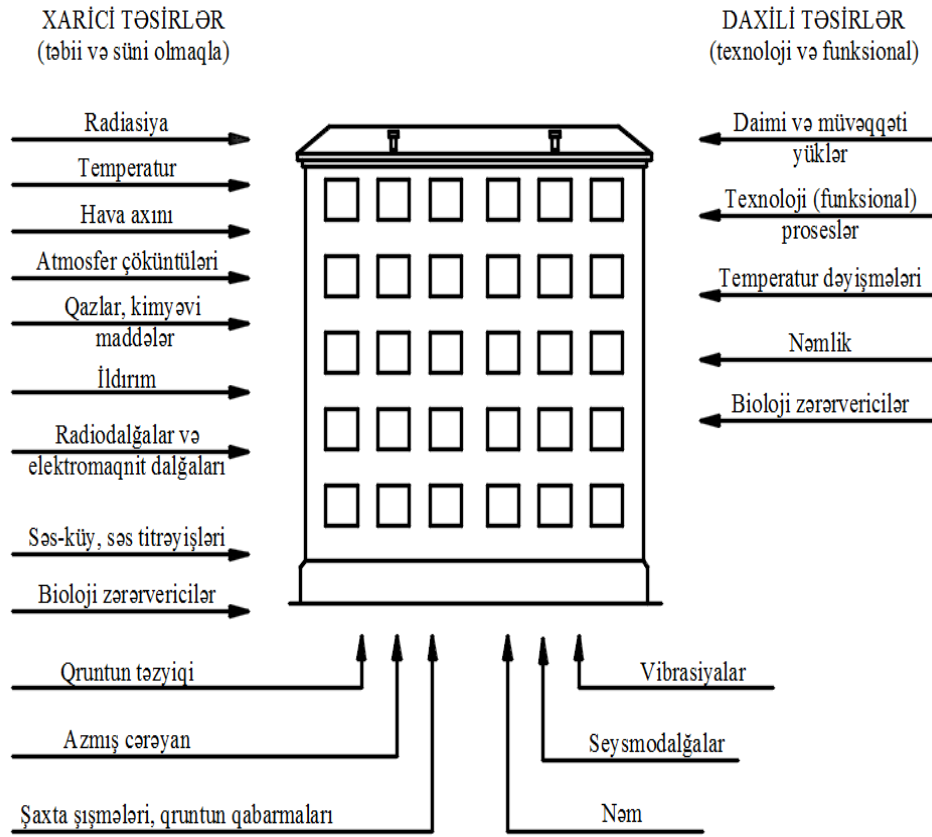 XARİCİ TƏSİRLƏR
(təbii və süni olmaqla)
Radiasiya
Temperatur
Hava axını
Atmosfer çöküntüləri
Qazlar, kimyəvi
maddələr
İldırım
Radiodalğalar və
elektromaqnit dalğaları
Səs-küy, səs titrəyişləri
Bioloji zərərvericilər
DAXİLİ TƏSİRLƏR
(texnoloji və funksional)
Daimi və müvəqqəti
yüklər
Texnoloji (funksional)
proseslər
Temperatur dəyişmələri
Nəmlik
Bioloji zərərvericilər
Qruntun təzyiqi
Azmış cərəyan
Şaxta şışmələri, qruntun qabarmaları
Vibrasiyalar
Seysmodalğalar
Nəm